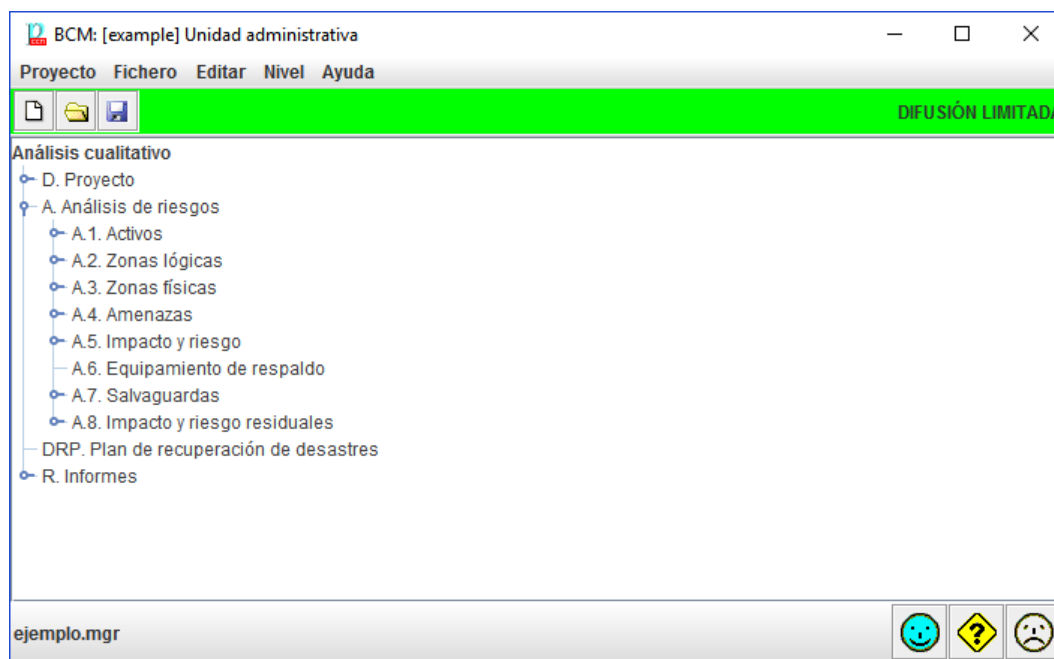 BCM: [example] Unidad administrativa
Proyecto Fichero Editar Nivel Ayuda
DIFUSIÓN LIMITADA
Análisis cualitativo
D. Proyecto
A. Análisis de riesgos
A.1. Activos
A.2. Zonas lógicas
A.3. Zonas físicas
A.4. Amenazas
A.5. Impacto y riesgo
A.6. Equipamiento de respaldo
A.7. Salvaguardas
A.8. Impacto y riesgo residuales
DRP. Plan de recuperación de desastres
R. Informes
ejemplo.mgr
?